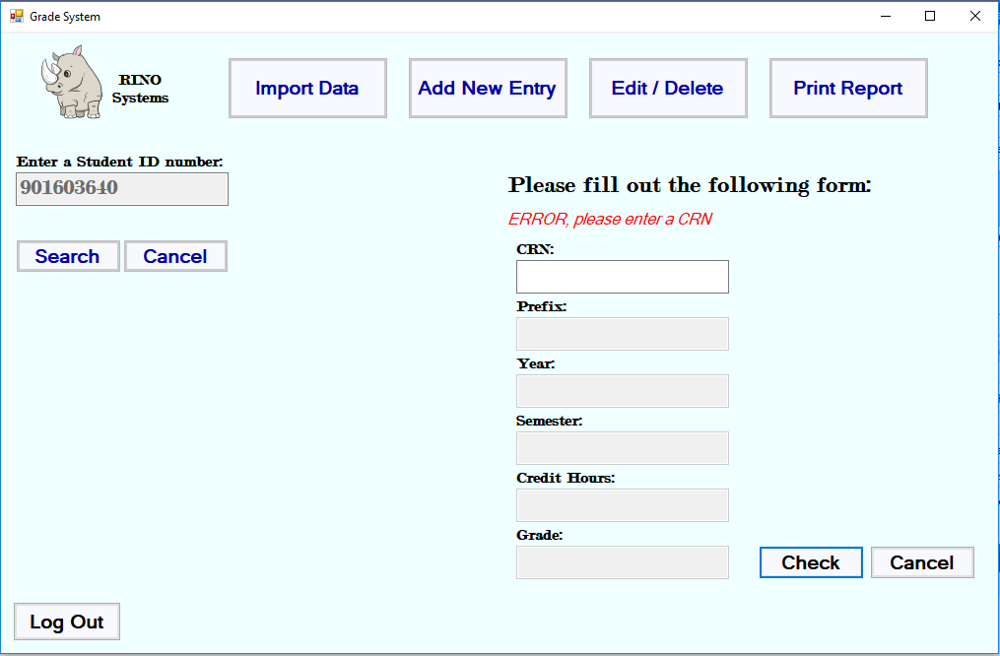 Grade System
RINO
Systems
Import Data
Add New Entry
Edit / Delete
Print Report
Enter a Student ID number:
901603640
Search
Cancel
Please fill out the following form:
ERROR, please enter a CRN
CRN:
Prefix:
Year:
Semester:
Credit Hours:
Grade:
Check
Cancel
Log Out